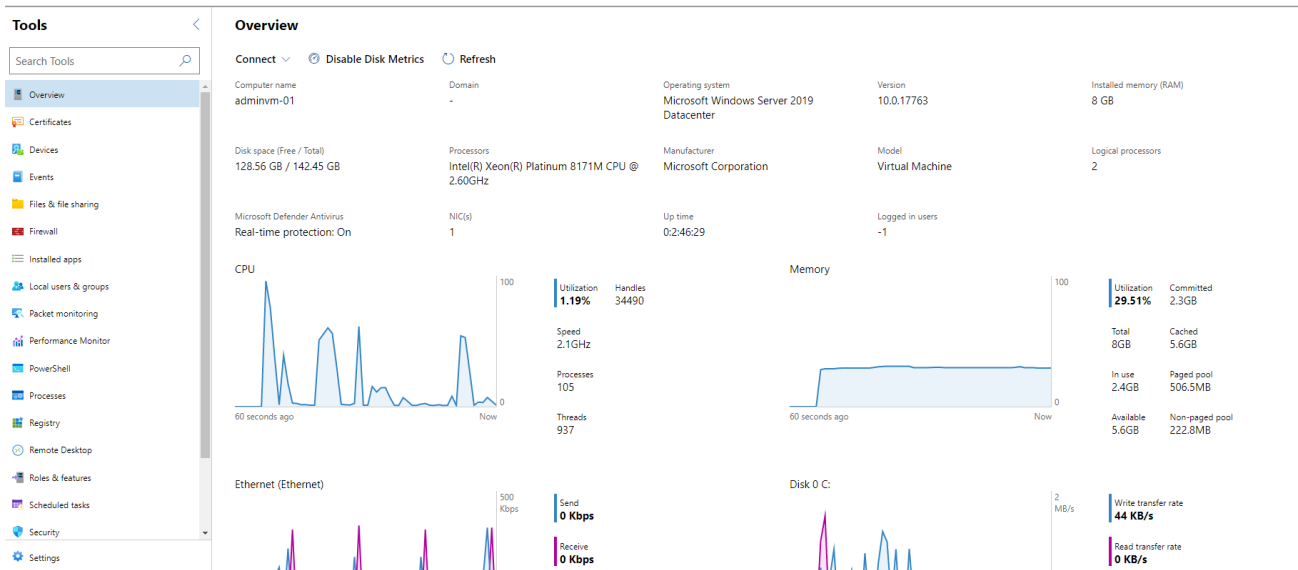 Tools
Search Tools
Overview
Certificates
Devices
Events
Files & file sharing
Firewall
Installed apps
Local users & groups
Packet monitoring
Performance Monitor
PowerShell
Processes
Registry
Remote Desktop
Roles & features
Scheduled tasks
Security
Settings
Overview
Connect Disable Disk Metrics Refresh
Computer name Domain Operating system Version Installed memory (RAM)
adminvm-01 - Microsoft Windows Server 2019 10.0.17763 8 GB
Datacenter
Disk space (Free / Total) Processors Manufacturer Model Logical processors
128.56 GB / 142.45 GB Intel(R) Xeon(R) Platinum 8171M CPU @ Microsoft Corporation Virtual Machine 2
2.60GHz
Microsoft Defender Antivirus NIC(s) Up time Logged in users
Real-time protection: On 1 0:2:46:29 -1
CPU
100
0
60 seconds ago Now
Utilization Handles
1.19% 34490
Speed
2.1GHz
Processes
105
Threads
937
Memory
100
0
60 seconds ago Now
Utilization Committed
29.51% 2.3GB
Total Cached
8GB 5.6GB
In use Paged pool
2.4GB 506.5MB
Available Non-paged pool
5.6GB 222.8MB
Ethernet (Ethernet)
500
Kbps
Send
0 Kbps
Receive
0 Kbps
Disk 0 C:
2
MB/s
Write transfer rate
44 KB/s
Read transfer rate
0 KB/s